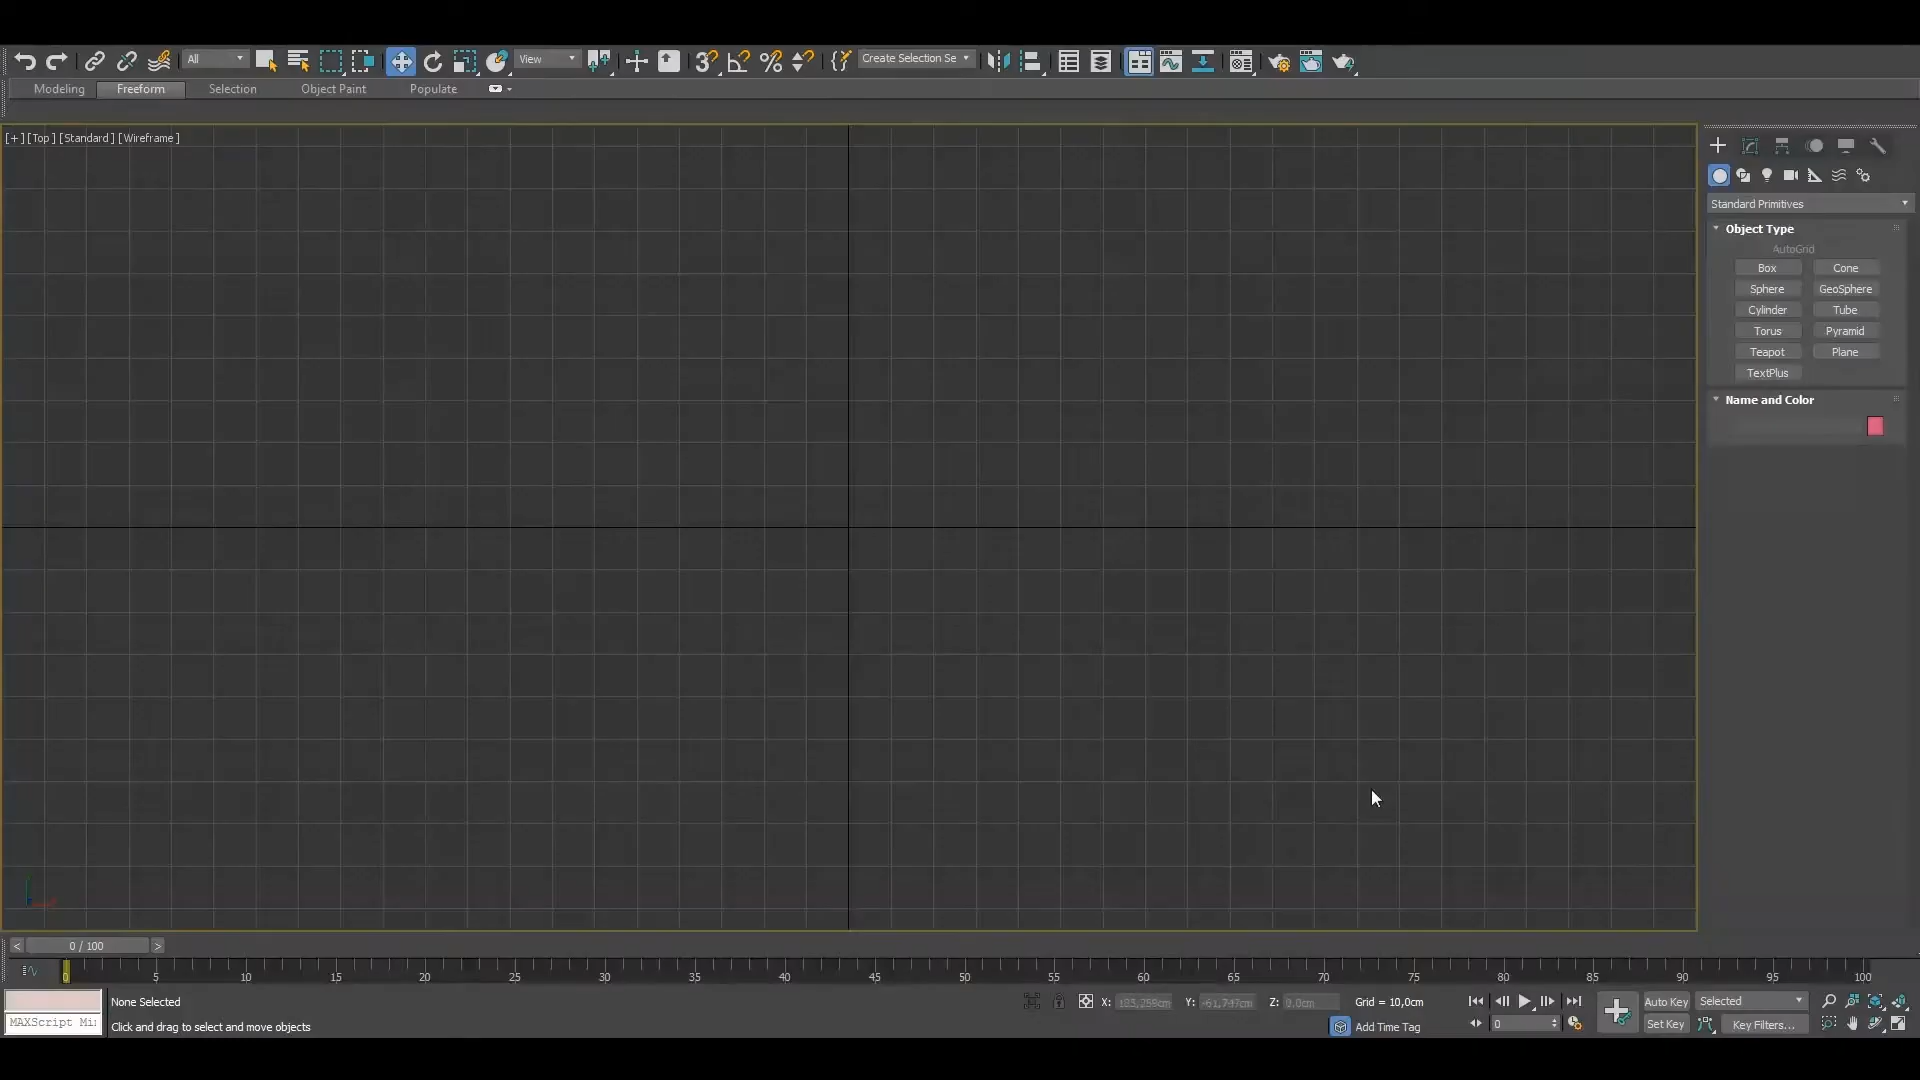 All
View
3
Create Selection Se
Modeling
Freeform
Selection
Object Paint
Populate
[+] [Top] [Standard] [Wireframe]
Standard Primitives
Object Type
AutoGrid
Box
Cone
Sphere
GeoSphere
Cylinder
Tube
Torus
Pyramid
Teapot
Plane
TextPlus
Name and Color
< 0 / 100 >
0 5 10 15 20 25 30 35 40 45 50 55 60 65 70 75 80 85 90 95 100
None Selected
X:
Y:
Z: 0,0cm
Grid = 10,0cm
Auto Key
Selected
MAXScript Mi
Click and drag to select and move objects
Add Time Tag
0
Set Key
Key Filters...